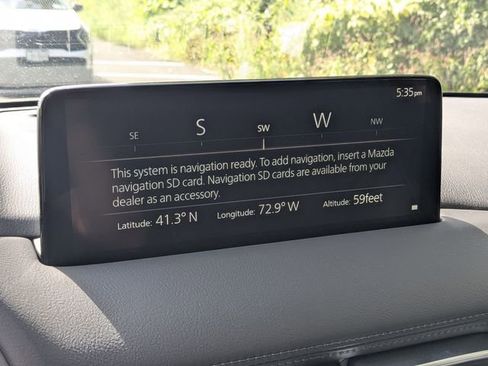 5:35pm
SE S SW W NW
This system is navigation ready. To add navigation, insert a Mazda
navigation SD card. Navigation SD cards are available from your
dealer as an accessory.
Latitude: 41.3° N Longitude: 72.9° W Altitude: 59feet